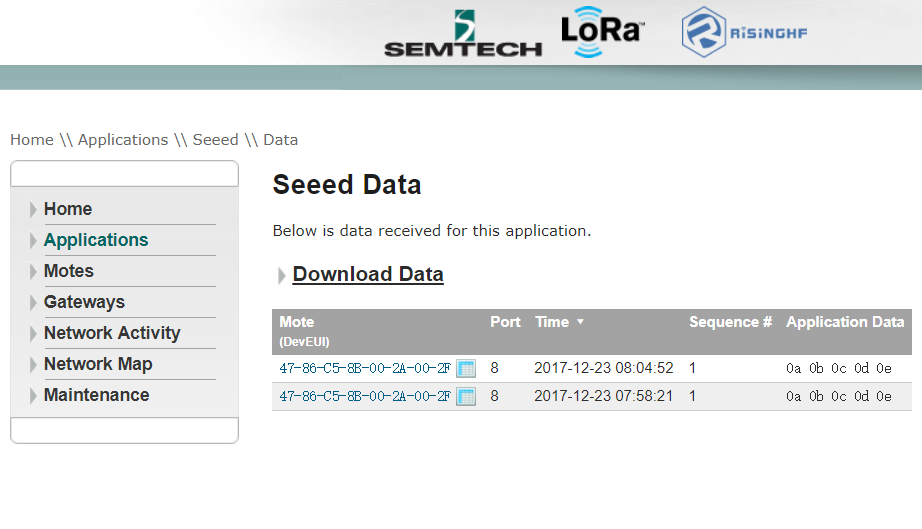 SEMTECH LoRa™ RiSiNGHF
Home \\ Applications \\ Seeed \\ Data
Home
Applications
Motes
Gateways
Network Activity
Network Map
Maintenance
Seeed Data
Below is data received for this application.
Download Data
Mote Port Time Sequence # Application Data
(DevEUI)
47-86-C5-8B-00-2A-00-2F 8 2017-12-23 08:04:52 1 0a 0b 0c 0d 0e
47-86-C5-8B-00-2A-00-2F 8 2017-12-23 07:58:21 1 0a 0b 0c 0d 0e